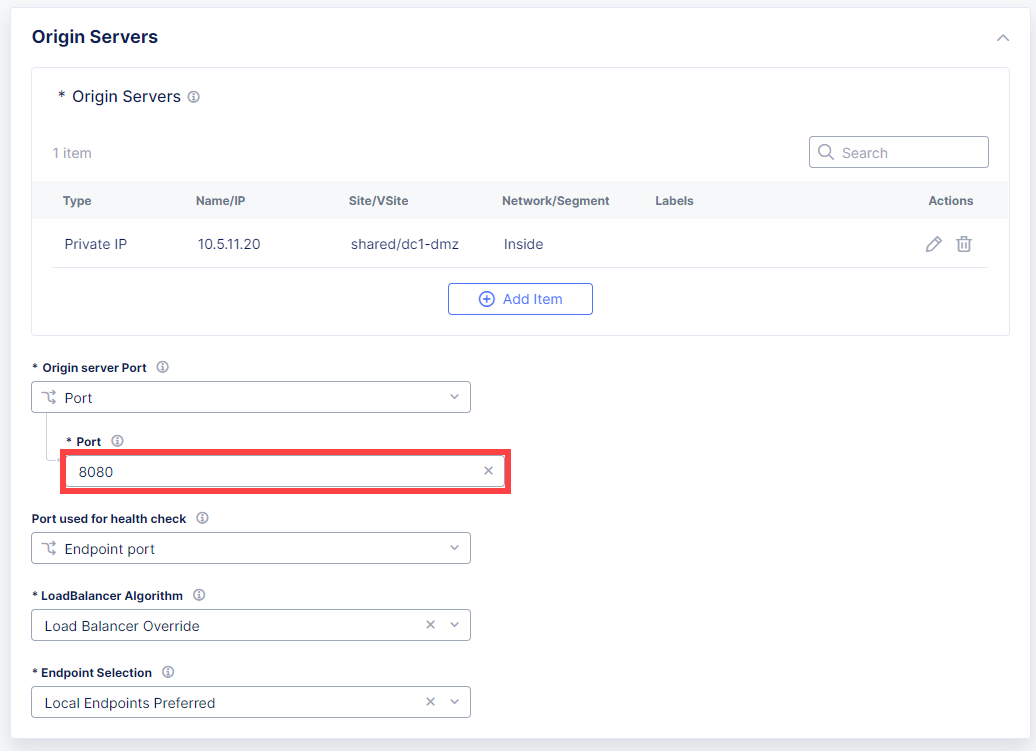 Origin Servers
* Origin Servers
1 item
Search
Type Name/IP Site/VSite Network/Segment Labels Actions
Private IP 10.5.11.20 shared/dc1-dmz Inside
Add Item
* Origin server Port
Port
* Port
8080
Port used for health check
Endpoint port
* LoadBalancer Algorithm
Load Balancer Override
* Endpoint Selection
Local Endpoints Preferred